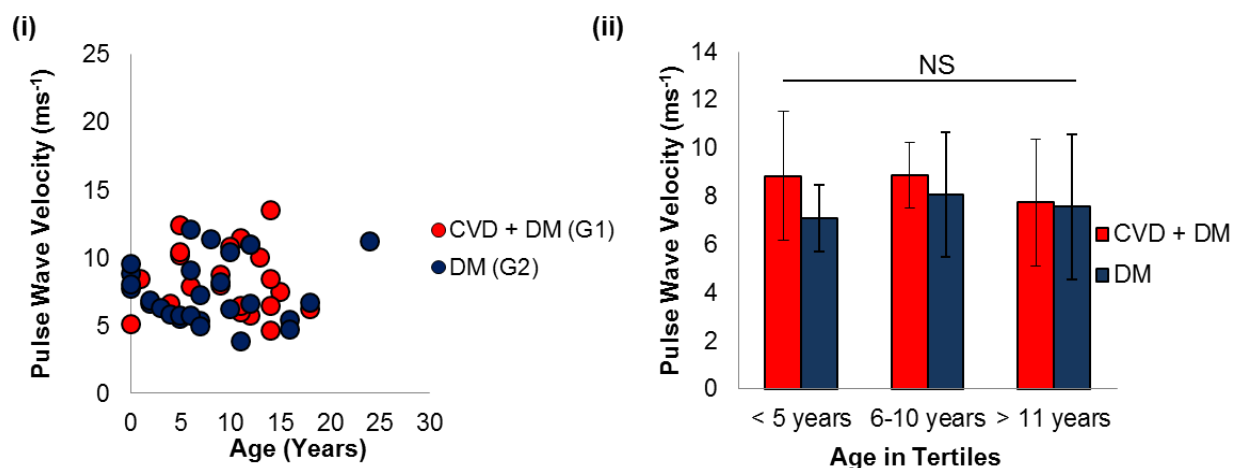 (i)
Pulse Wave Velocity (ms-1)
25
20
15
10
5
0
0 5 10 15 20 25 30
Age (Years)
CVD + DM (G1)
DM (G2)
(ii)
Pulse Wave Velocity (ms-1)
14
12
10
8
6
4
2
0
NS
< 5 years 6-10 years > 11 years
Age in Tertiles
CVD + DM
DM